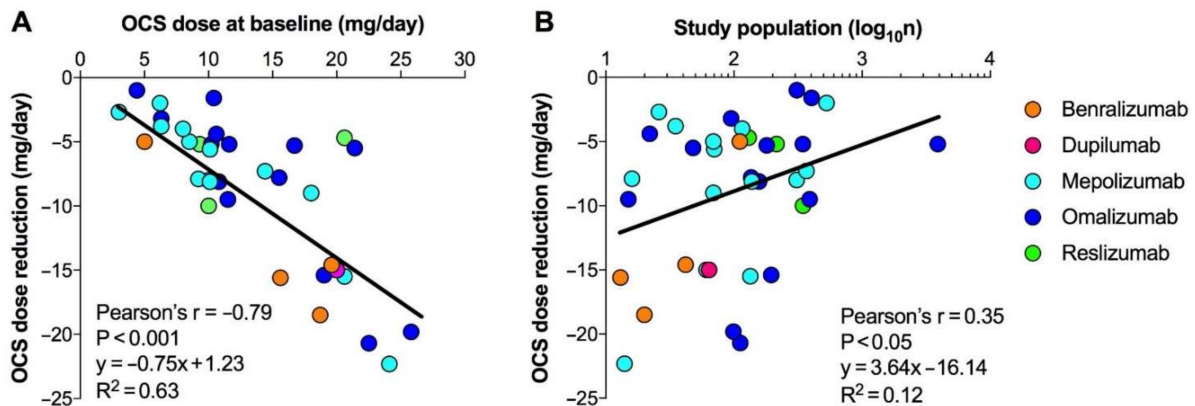 A
OCS dose at baseline (mg/day)
0 5 10 15 20 25 30
0
−5
−10
−15
−20
−25
OCS dose reduction (mg/day)
Pearson's r = −0.79
P < 0.001
y = −0.75x + 1.23
R² = 0.63
B
Study population (log₁₀n)
1 2 3 4
0
−5
−10
−15
−20
−25
OCS dose reduction (mg/day)
Pearson's r = 0.35
P < 0.05
y = 3.64x − 16.14
R² = 0.12
Benralizumab
Dupilumab
Mepolizumab
Omalizumab
Reslizumab